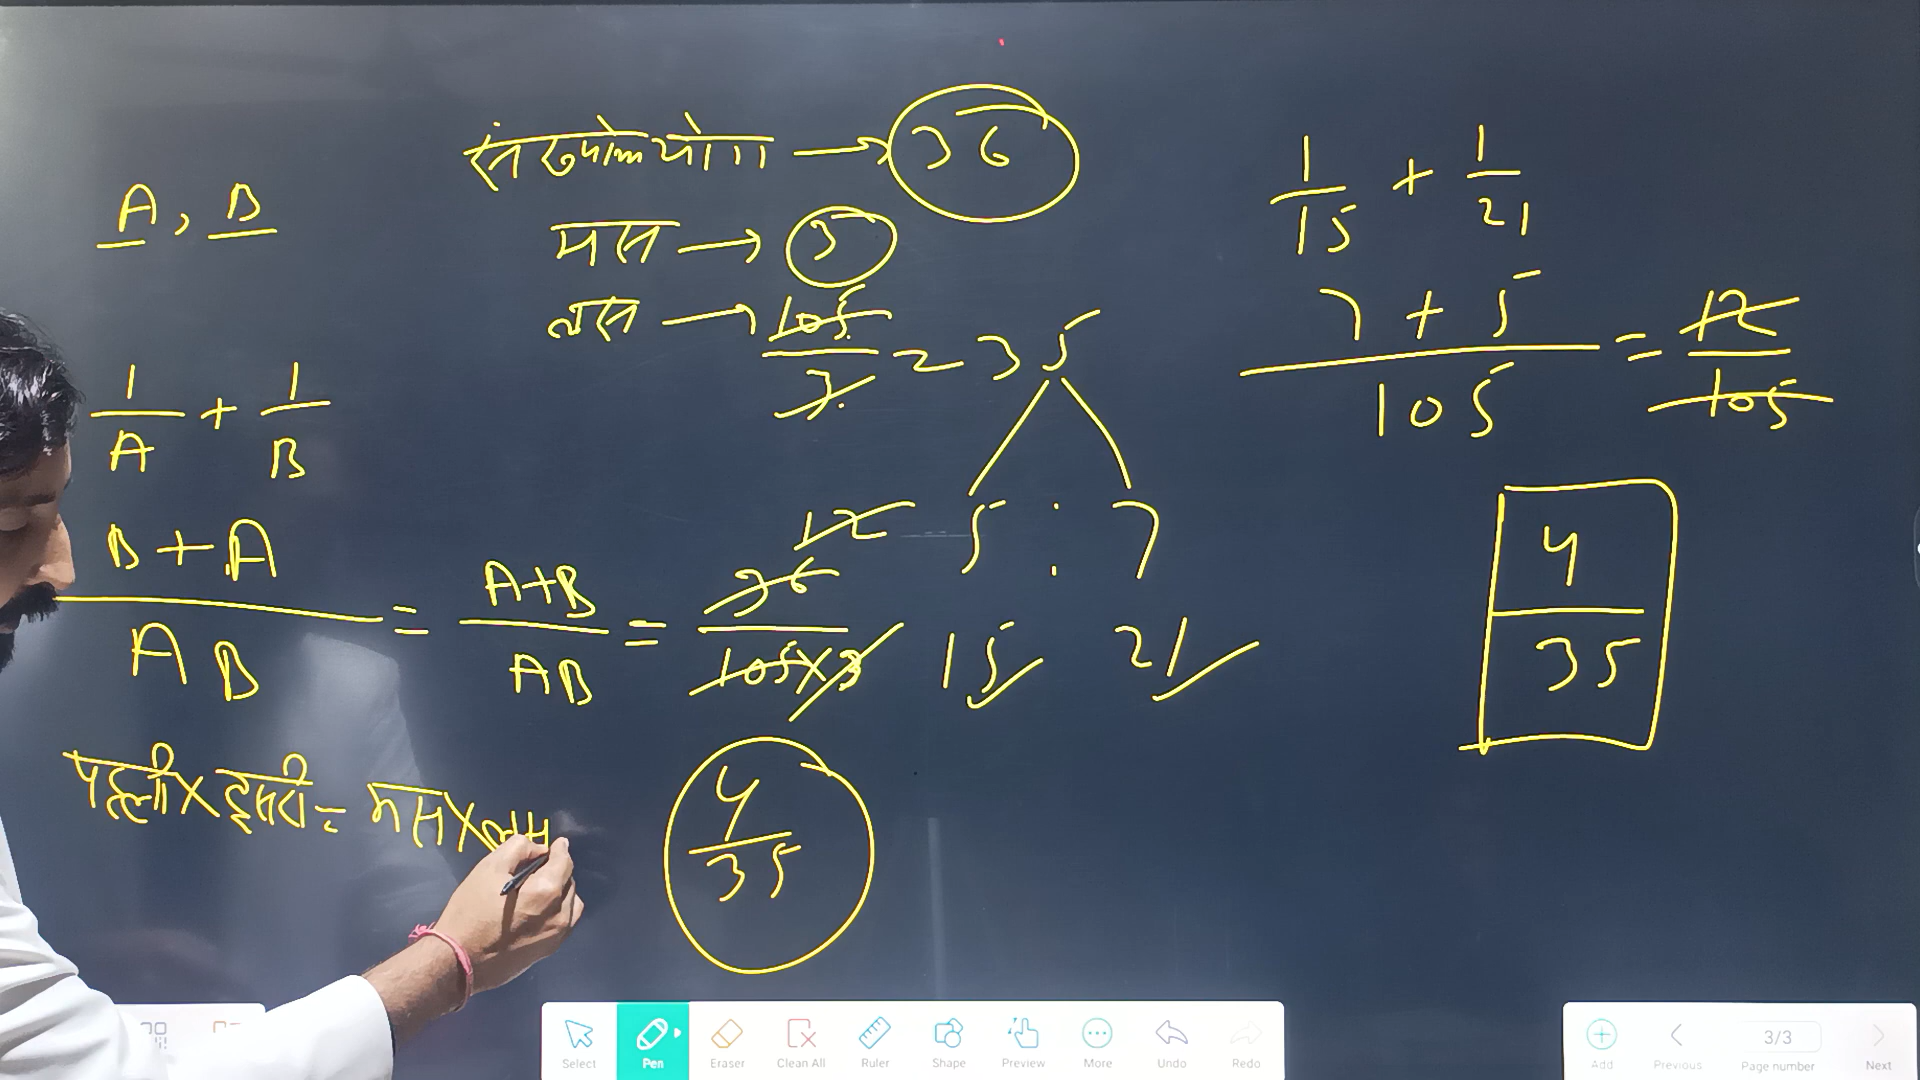 A, B
1/A + 1/B
B + A / AB = A+B / AB = 36 / 105×3
12
4/35
पहली × दूसरी = मस × लस
योग → 36
मस → 3
लस → 105/3 = 35
5 : 7
15 21
1/15 + 1/21
7 + 5 / 105 = 12/105
4/35
Select Pen Eraser Clean All Ruler Shape Preview More Undo Redo
Add Previous 3/3 Page number Next